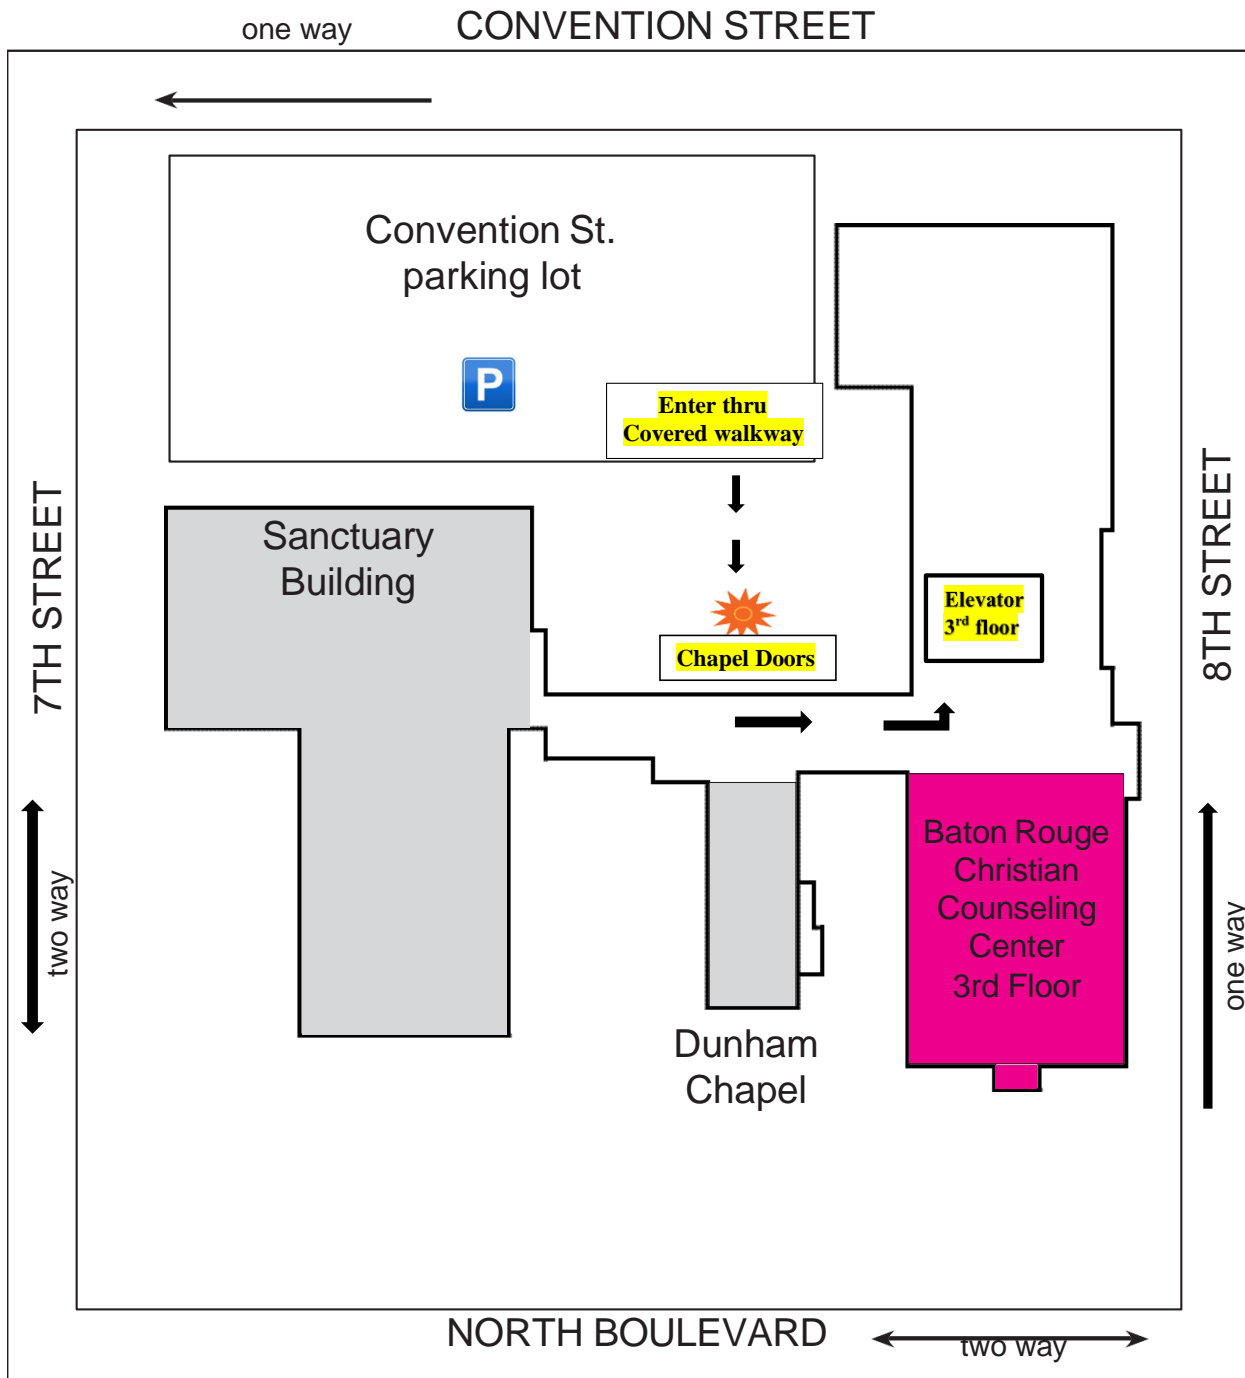 one way
CONVENTION STREET
Convention St.
parking lot
P
Enter thru
Covered walkway
7TH STREET
8TH STREET
Sanctuary
Building
Elevator
3rd floor
Chapel Doors
two way
Baton Rouge
Christian
Counseling
Center
3rd Floor
one way
Dunham
Chapel
NORTH BOULEVARD
two way